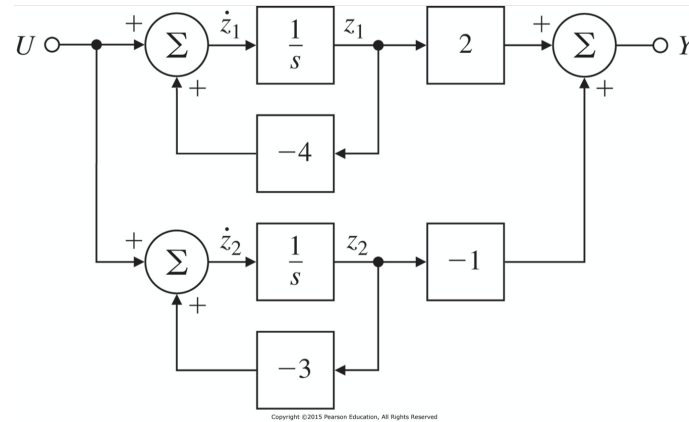 U + Σ + ż1 1/s z1 2 + Σ + Y
−4
+ Σ + ż2 1/s z2 −1
−3
Copyright ©2015 Pearson Education, All Rights Reserved